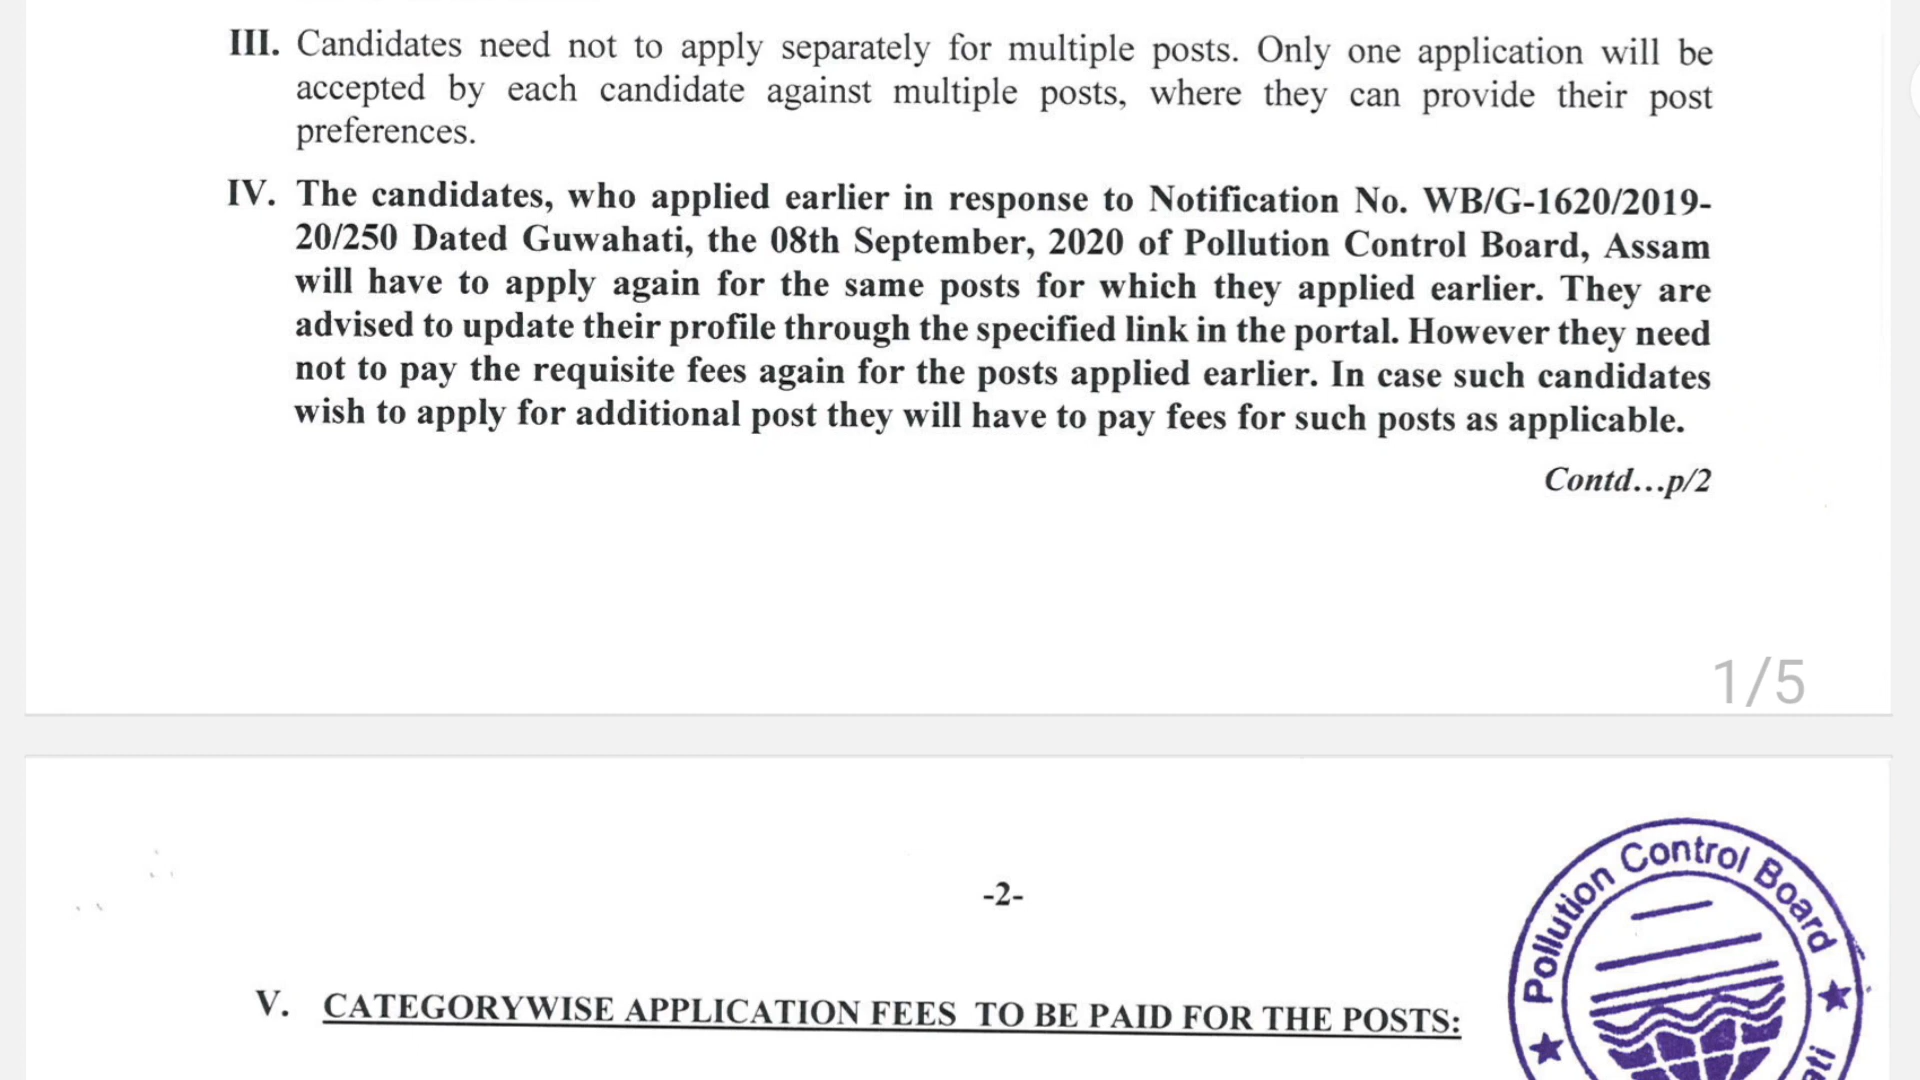 III. Candidates need not to apply separately for multiple posts. Only one application will be
accepted by each candidate against multiple posts, where they can provide their post
preferences.
IV. The candidates, who applied earlier in response to Notification No. WB/G-1620/2019-
20/250 Dated Guwahati, the 08th September, 2020 of Pollution Control Board, Assam
will have to apply again for the same posts for which they applied earlier. They are
advised to update their profile through the specified link in the portal. However they need
not to pay the requisite fees again for the posts applied earlier. In case such candidates
wish to apply for additional post they will have to pay fees for such posts as applicable.
Contd...p/2
1/5
-2-
Pollution Control Board
V. CATEGORYWISE APPLICATION FEES TO BE PAID FOR THE POSTS: